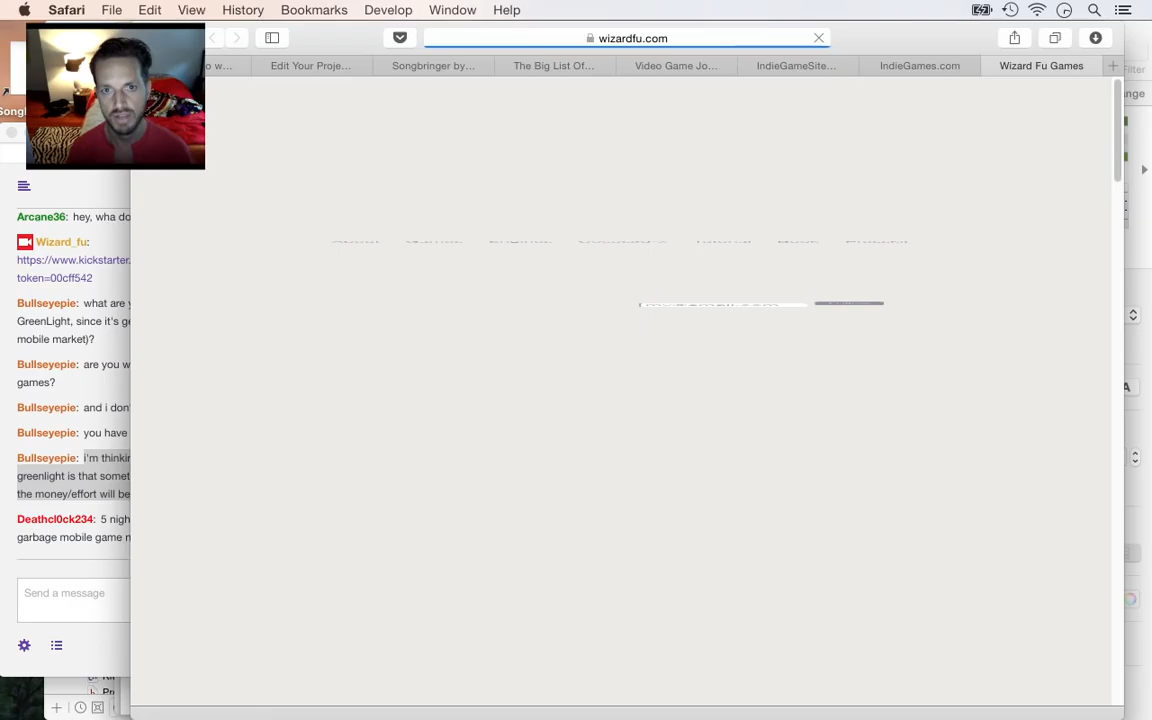 Safari File Edit View History Bookmarks Develop Window Help
wizardfu.com
Edit Your Proje... Songbringer by... The Big List Of... Video Game Jo... IndieGameSite... IndieGames.com Wizard Fu Games
Filter
Arcane36: hey, wha do
Wizard_fu:
https://www.kickstarter.
token=00cff542
Bullseyepie: what are y
GreenLight, since it's ge
mobile market)?
Bullseyepie: are you w
games?
Bullseyepie: and i don'
Bullseyepie: you have
Bullseyepie: i'm thinkin
greenlight is that somet
the money/effort will be
Deathcl0ck234: 5 nigh
garbage mobile game n
Send a message